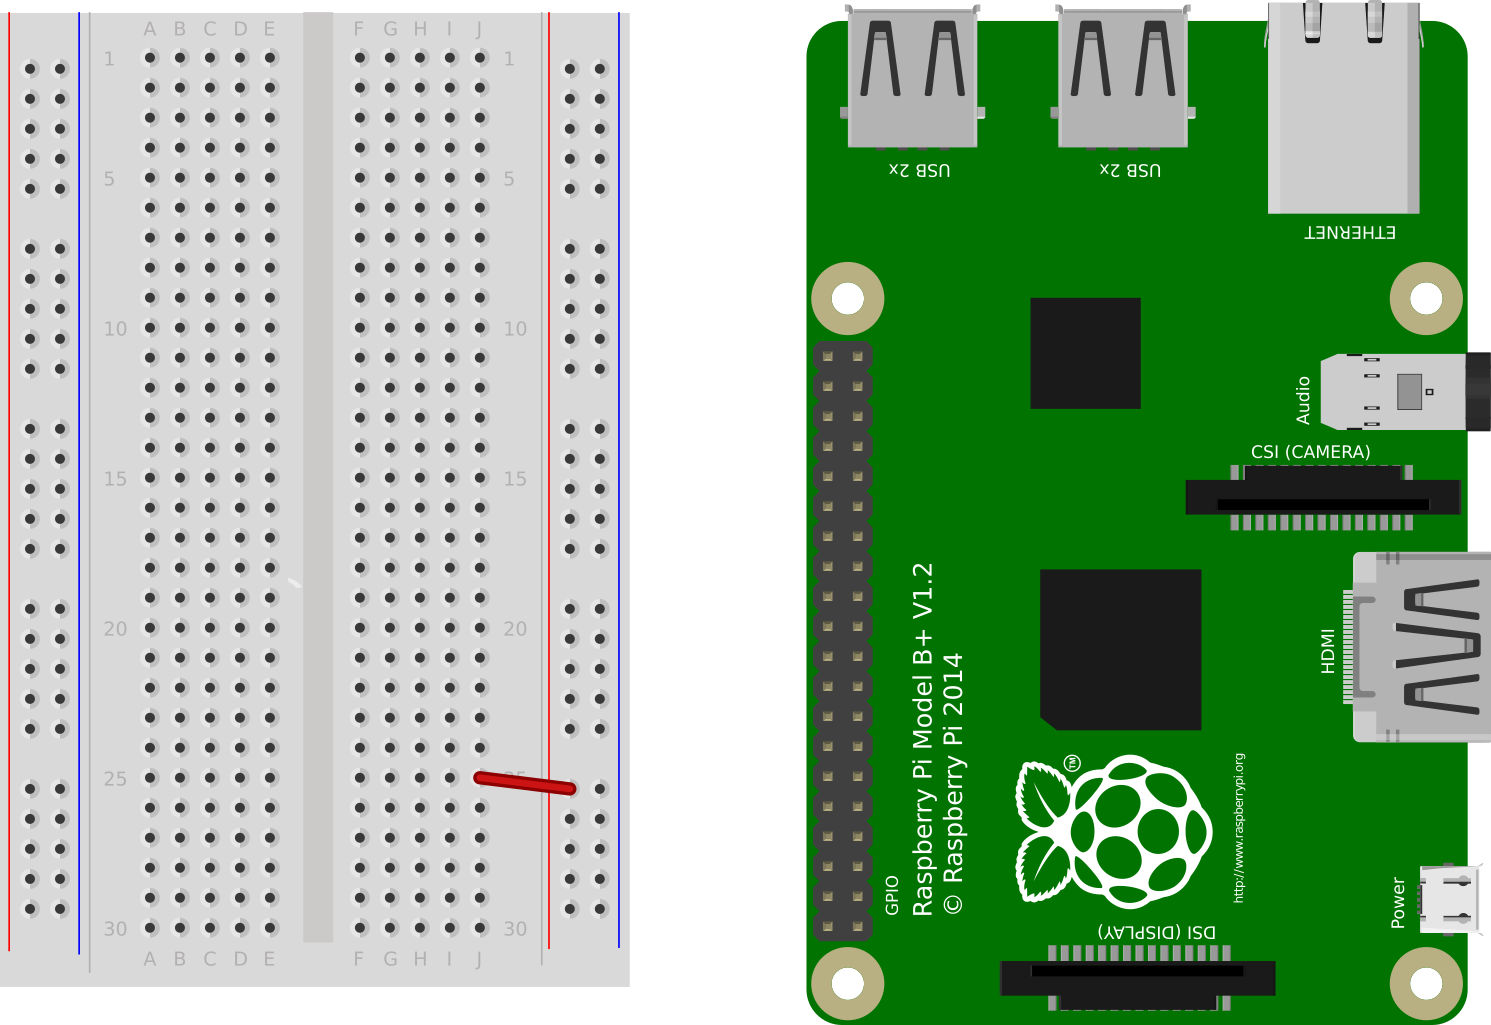 A B C D E F G H I J
1 1
5 5
10 10
15 15
20 20
25
30 30
A B C D E F G H I J
USB 2x
USB 2x
ETHERNET
Audio
CSI (CAMERA)
HDMI
Raspberry Pi Model B+ V1.2
© Raspberry Pi 2014
GPIO
TM
http://www.raspberrypi.org
Power
DSI (DISPLAY)